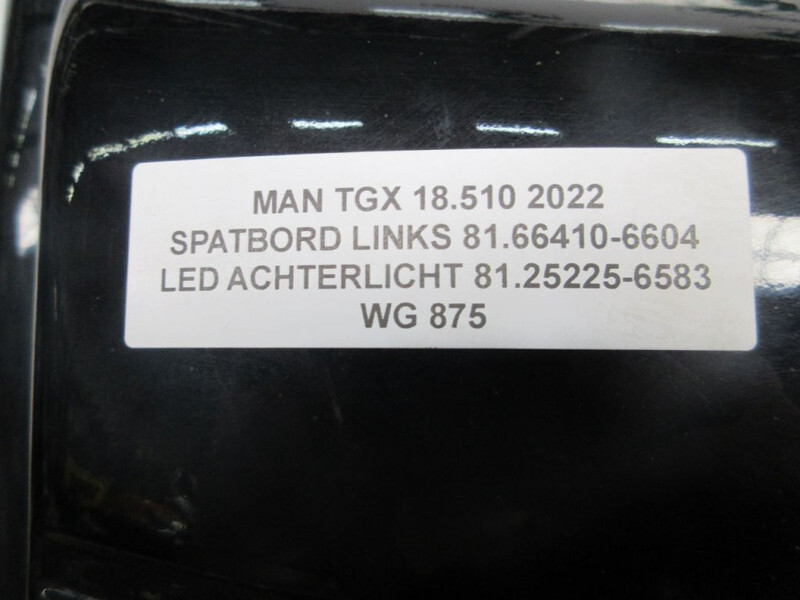 MAN TGX 18.510 2022
SPATBORD LINKS 81.66410-6604
LED ACHTERLICHT 81.25225-6583
WG 875